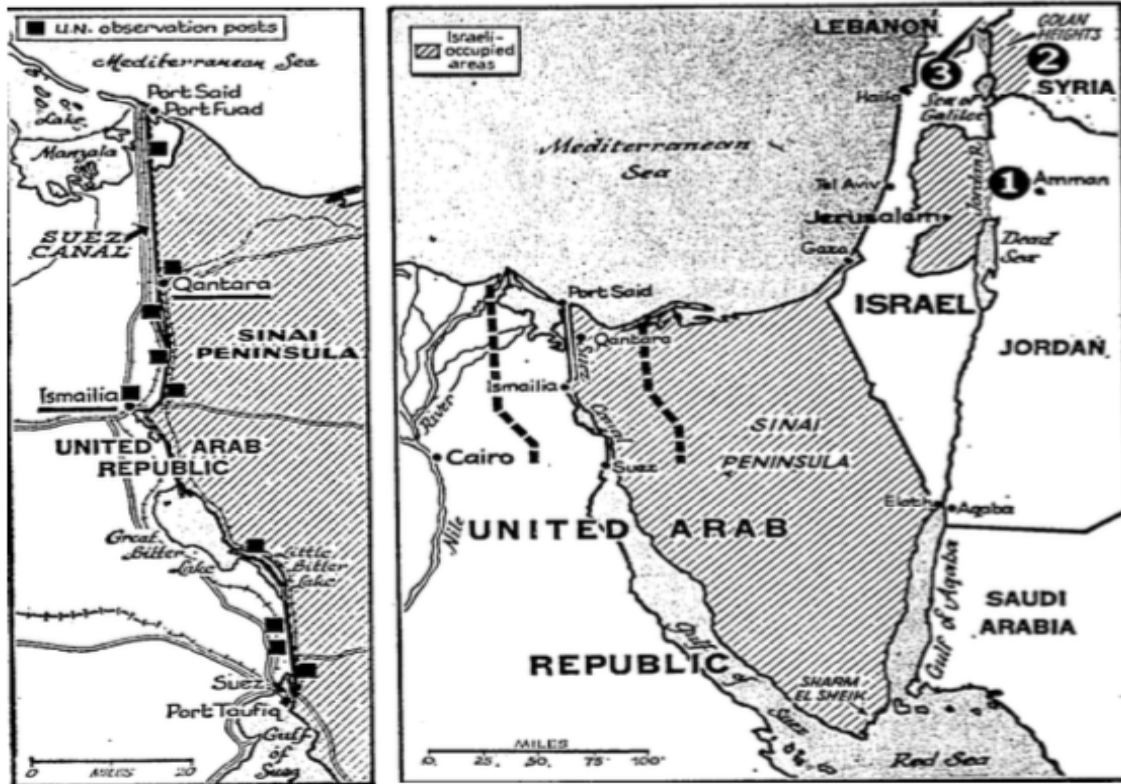 U.N. observation posts
Mediterranean Sea
Port Said
Port Fuad
Lake
Manzala
SUEZ
CANAL
Qantara
SINAI
PENINSULA
Ismailia
UNITED ARAB
REPUBLIC
Great
Bitter
Lake
Little
Bitter
Lake
Suez
Port Taufiq
Gulf
of
Suez
0 MILES 20
Israeli-
occupied
areas
LEBANON
GOLAN
HEIGHTS
3
2
SYRIA
Haifa
Sea of
Galilee
Mediterranean
Sea
Jordan R.
1
Amman
Tel Aviv
Jerusalem
Dead
Sea
Gaza
Port Said
ISRAEL
Qantara
JORDAN
Ismailia
Suez
Canal
River
SINAI
PENINSULA
Cairo
Suez
Elath
Aqaba
Nile
UNITED ARAB
REPUBLIC
Gulf of Aqaba
SAUDI
ARABIA
Gulf of
Suez
SHARM
EL SHEIK
MILES
0 25 50 75 100
Red Sea